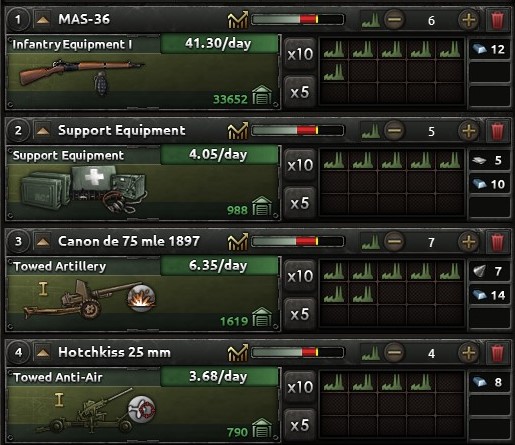 1 MAS-36 6
Infantry Equipment I 41.30/day x10 12
33652 x5
2 Support Equipment 5
Support Equipment 4.05/day x10 5
10
988 x5
3 Canon de 75 mle 1897 7
Towed Artillery 6.35/day x10 7
I 14
1619 x5
4 Hotchkiss 25 mm 4
Towed Anti-Air 3.68/day x10 8
I
790 x5